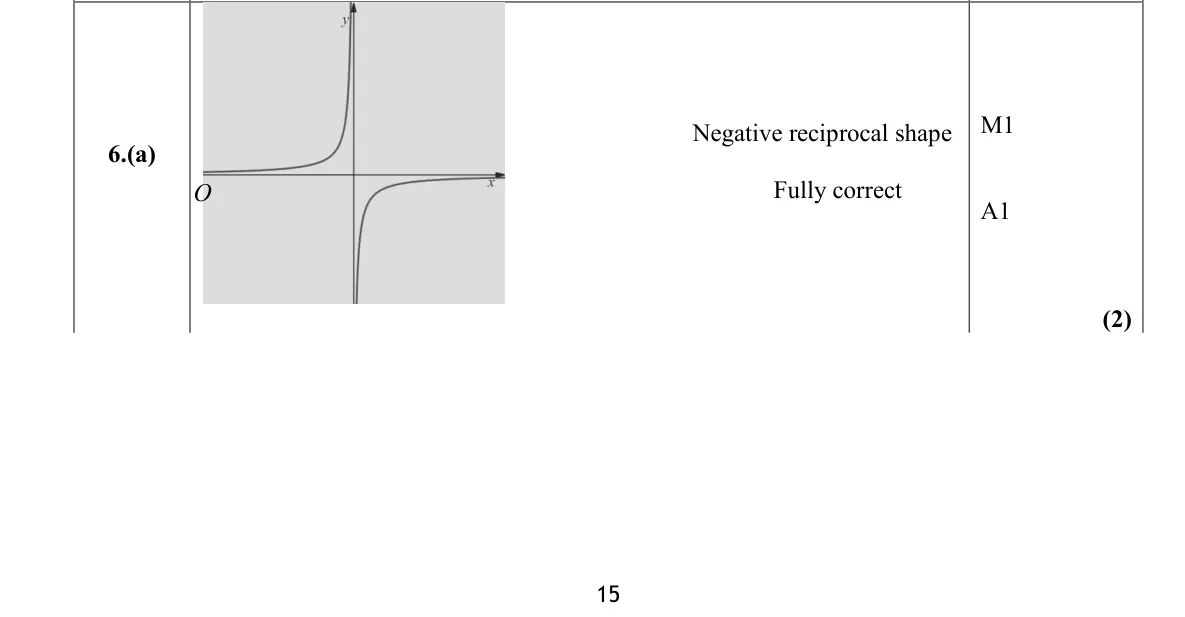 y
Negative reciprocal shape
M1
6.(a)
x
O
Fully correct
A1
(2)
15